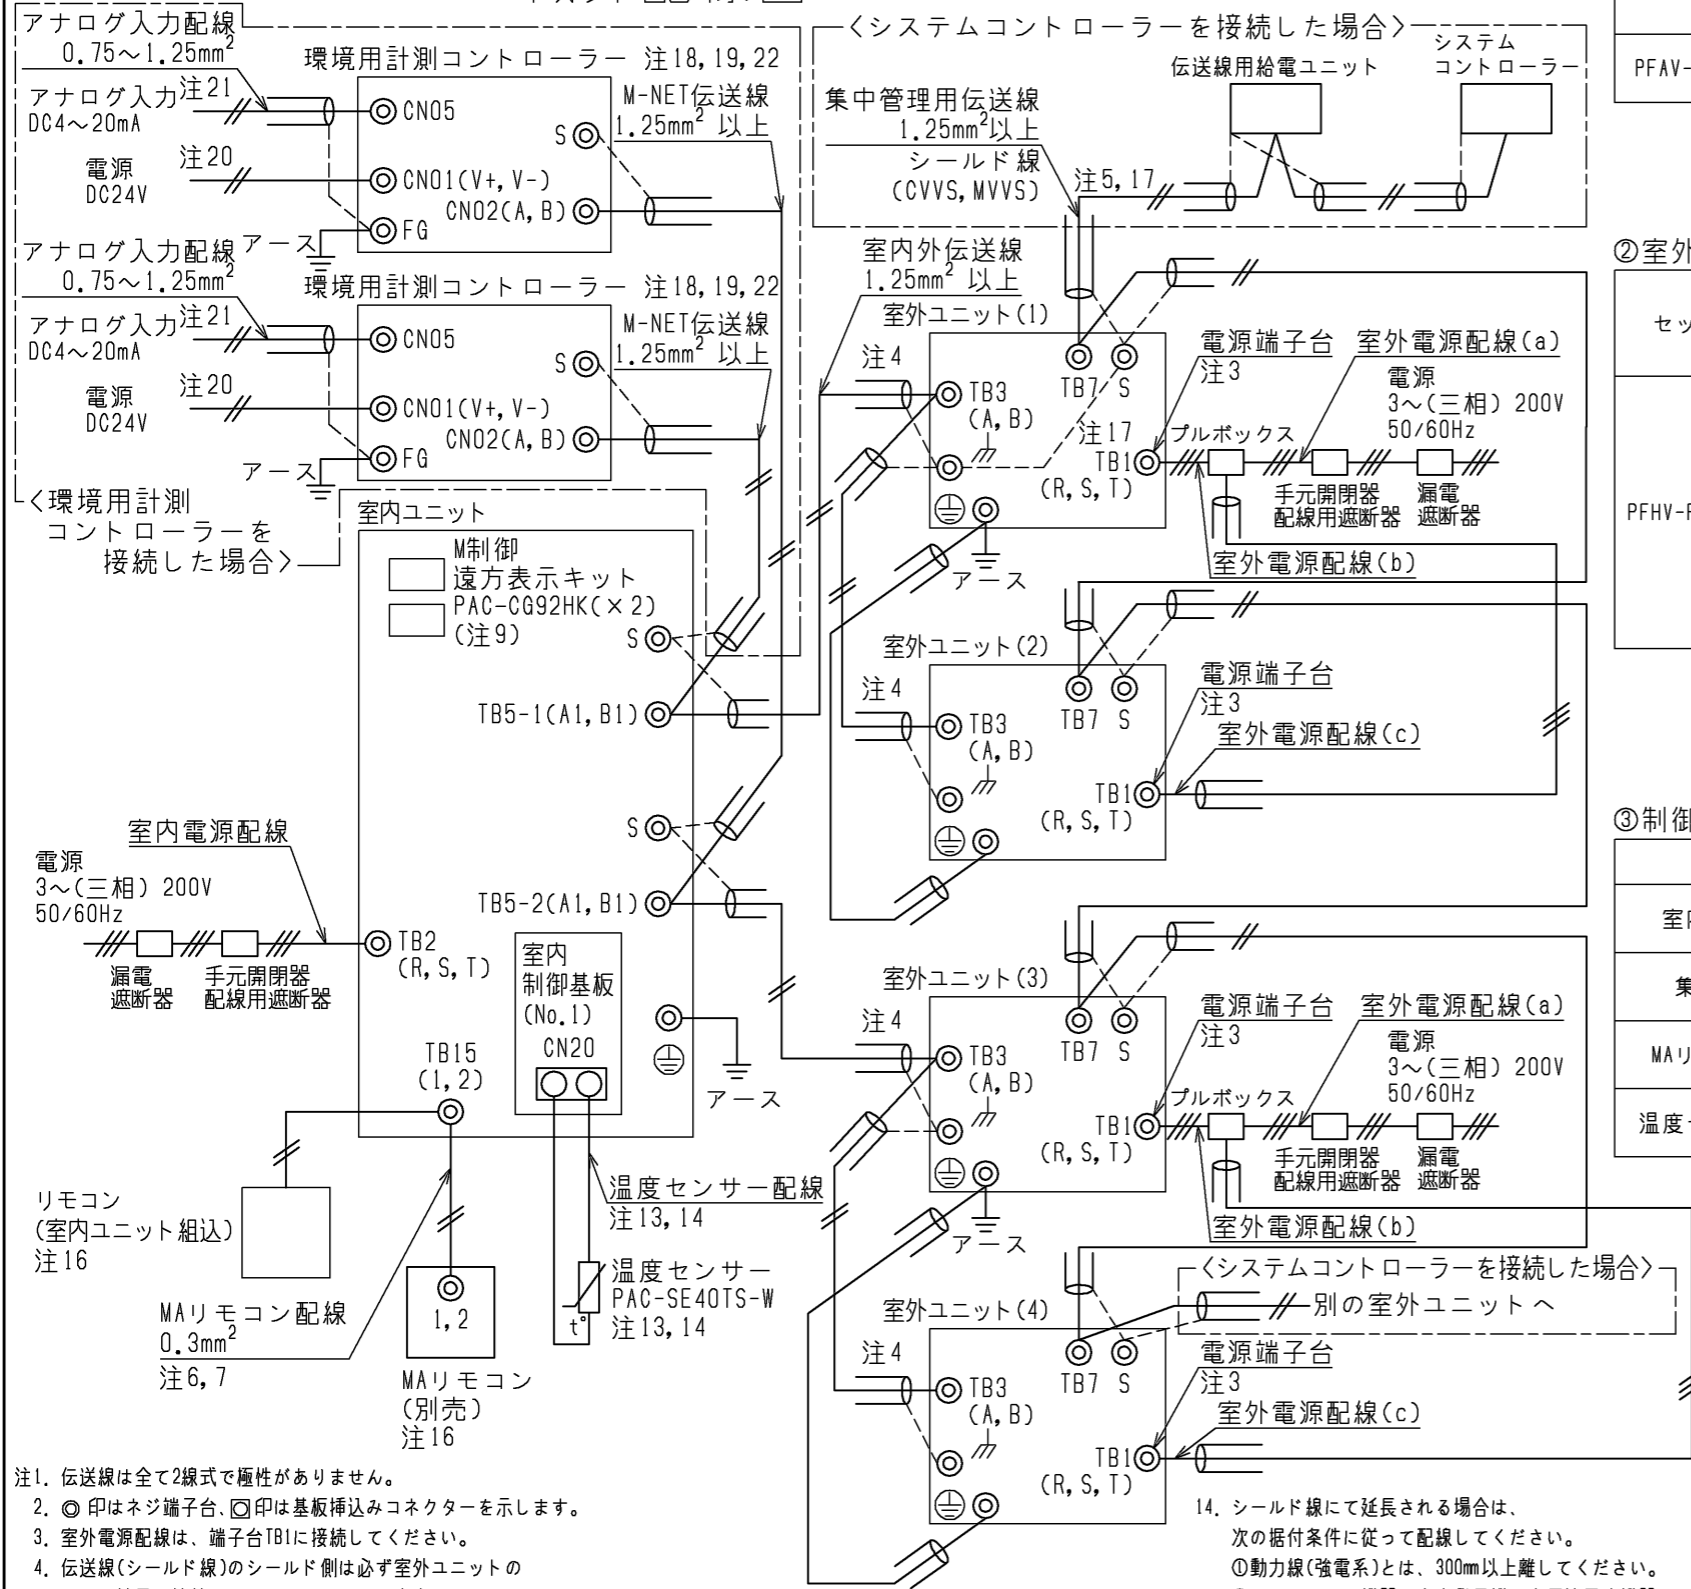 アナログ入力配線
0.75～1.25mm²
アナログ入力 注21
DC4～20mA
電源 注20
DC24V
環境用計測コントローラー 注18,19,22
CN05
S
CN01(V+,V-)
CN02(A,B)
FG
アース
M-NET伝送線
1.25mm² 以上
アナログ入力配線
0.75～1.25mm²
アナログ入力 注21
DC4～20mA
電源 注20
DC24V
環境用計測コントローラー 注18,19,22
CN05
S
CN01(V+,V-)
CN02(A,B)
FG
アース
M-NET伝送線
1.25mm² 以上
〈環境用計測
コントローラーを
接続した場合〉
〈システムコントローラーを接続した場合〉
伝送線用給電ユニット
システム
コントローラー
集中管理用伝送線
1.25mm²以上
シールド線
(CVVS,MVVS)
注5,17
室内外伝送線
1.25mm² 以上
室内ユニット
M制御
遠方表示キット
PAC-CG92HK(×2)
(注9)
S
TB5-1(A1,B1)
S
TB5-2(A1,B1)
室内電源配線
電源
3～(三相) 200V
50/60Hz
漏電
遮断器
手元開閉器
配線用遮断器
TB2
(R,S,T)
室内
制御基板
(No.1)
CN20
TB15
(1,2)
アース
リモコン
(室内ユニット組込)
注16
MAリモコン配線
0.3mm²
注6,7
1,2
MAリモコン
(別売)
注16
温度センサー配線
注13,14
温度センサー
PAC-SE40TS-W
注13,14
t°
室外ユニット(1)
注4
TB3
(A,B)
TB7 S
注17
TB1
(R,S,T)
アース
電源端子台
注3
室外電源配線(a)
電源
3～(三相) 200V
50/60Hz
プルボックス
手元開閉器
配線用遮断器
漏電
遮断器
室外電源配線(b)
室外ユニット(2)
注4
TB3
(A,B)
TB7 S
TB1
(R,S,T)
電源端子台
注3
室外電源配線(c)
室外ユニット(3)
注4
TB3
(A,B)
TB7 S
TB1
(R,S,T)
アース
電源端子台
注3
室外電源配線(a)
電源
3～(三相) 200V
50/60Hz
プルボックス
手元開閉器
配線用遮断器
漏電
遮断器
室外電源配線(b)
〈システムコントローラーを接続した場合〉
別の室外ユニットへ
室外ユニット(4)
注4
TB3
(A,B)
TB7 S
TB1
(R,S,T)
電源端子台
注3
室外電源配線(c)
PFAV-
②室外
セッ
PFHV-
③制御
室
集
MAリ
温度
注1. 伝送線は全て2線式で極性がありません。
2. ◎ 印はネジ端子台、回印は基板挿込みコネクターを示します。
3. 室外電源配線は、端子台TB1に接続してください。
4. 伝送線(シールド線)のシールド側は必ず室外ユニットの
14. シールド線にて延長される場合は、
次の据付条件に従って配線してください。
①動力線(強電系)とは、300mm以上離してください。